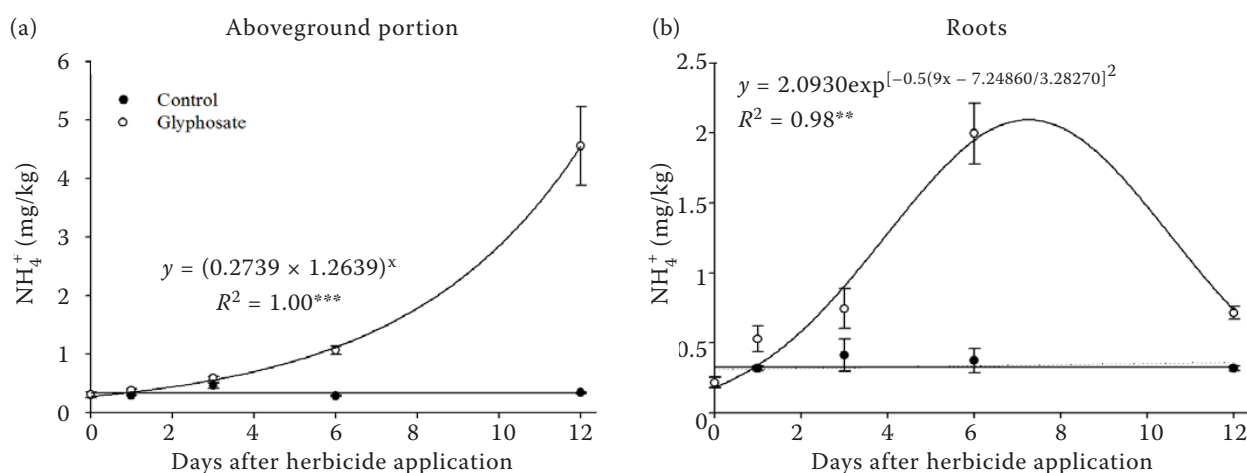 (a) Aboveground portion
6
5
4
3
2
1
0
NH₄⁺ (mg/kg)
Control
Glyphosate
y = (0.2739 × 1.2639)ˣ
R² = 1.00***
0 2 4 6 8 10 12
Days after herbicide application
(b) Roots
2.5
2
1.5
1
0.5
0
NH₄⁺ (mg/kg)
y = 2.0930exp[−0.5(9x − 7.24860/3.28270]²
R² = 0.98**
0 2 4 6 8 10 12
Days after herbicide application